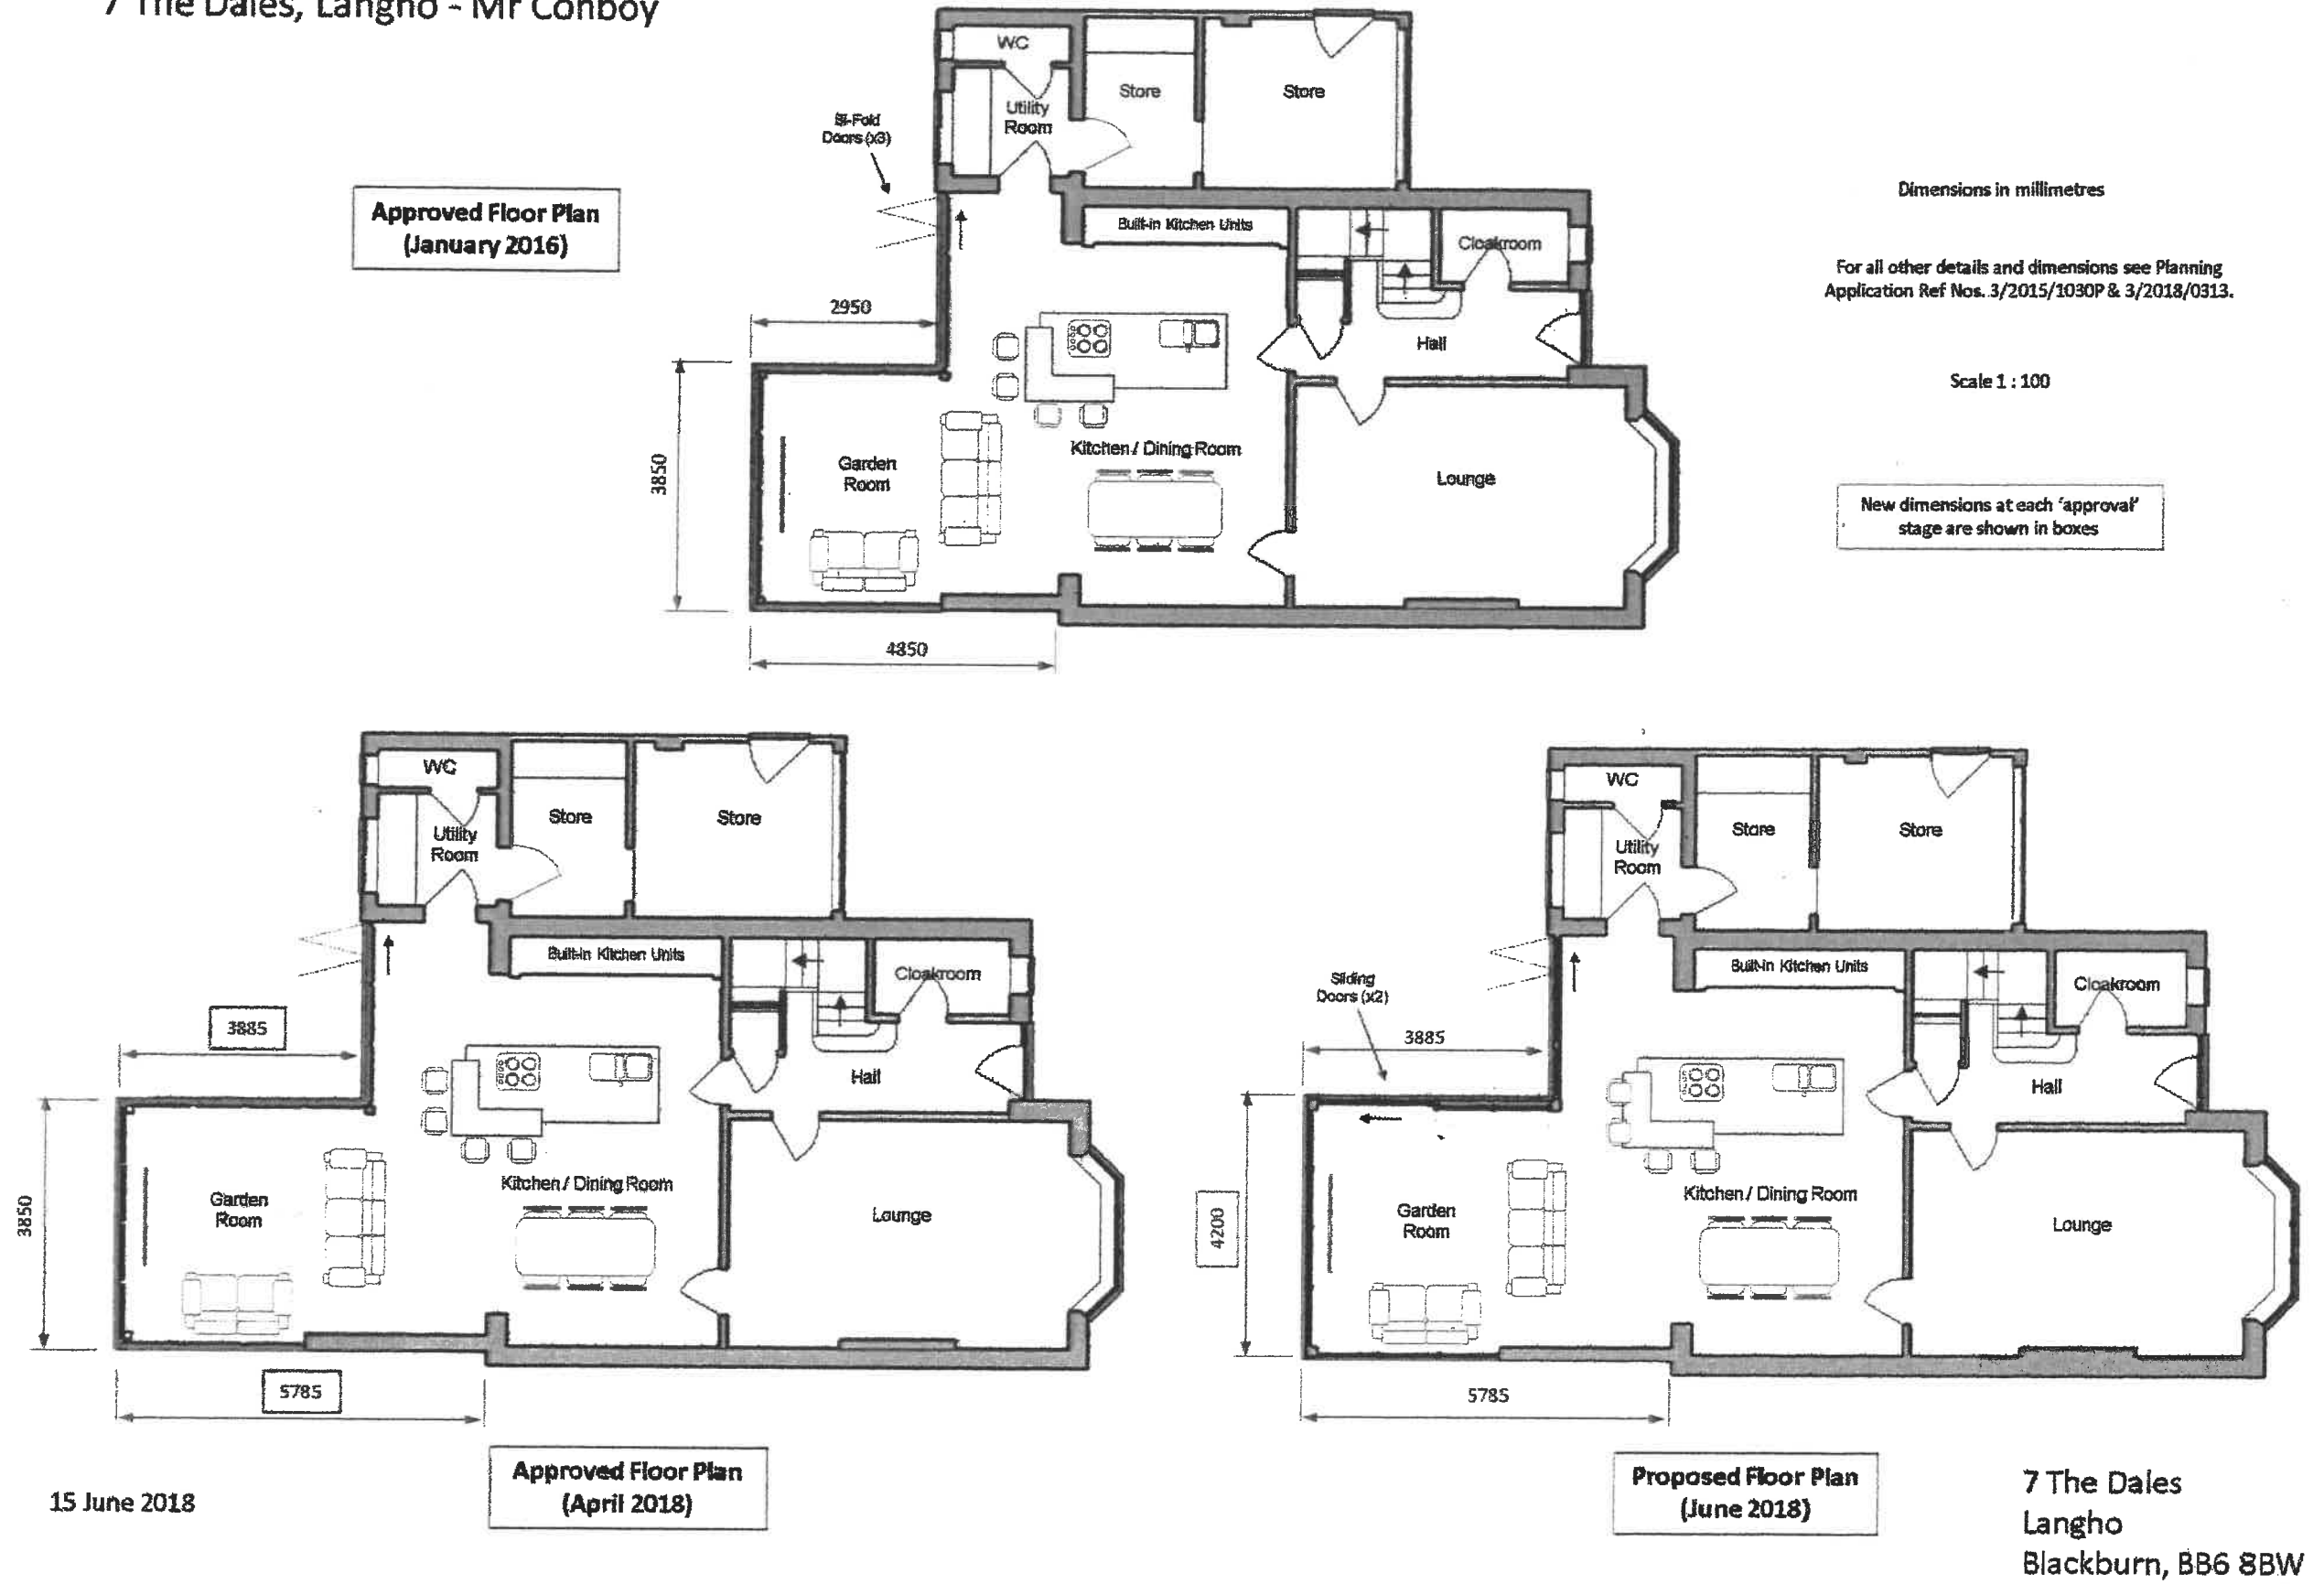 7 The Dales, Langho - Mr Conboy
WC
Store
Store
Utility
Room
Bi-Fold
Doors (x3)
Approved Floor Plan
(January 2016)
Built-in Kitchen Units
Cloakroom
2950
Hall
3850
Garden
Room
Kitchen / Dining Room
Lounge
4850
Dimensions in millimetres
For all other details and dimensions see Planning
Application Ref Nos. 3/2015/1030P & 3/2018/0313.
Scale 1 : 100
New dimensions at each 'approval'
stage are shown in boxes
WC
Store
Store
Utility
Room
Built-in Kitchen Units
Cloakroom
3885
Hall
3850
Garden
Room
Kitchen / Dining Room
Lounge
5785
Approved Floor Plan
(April 2018)
15 June 2018
WC
Store
Store
Utility
Room
Built-in Kitchen Units
Cloakroom
Sliding
Doors (x2)
3885
Hall
4200
Garden
Room
Kitchen / Dining Room
Lounge
5785
Proposed Floor Plan
(June 2018)
7 The Dales
Langho
Blackburn, BB6 8BW